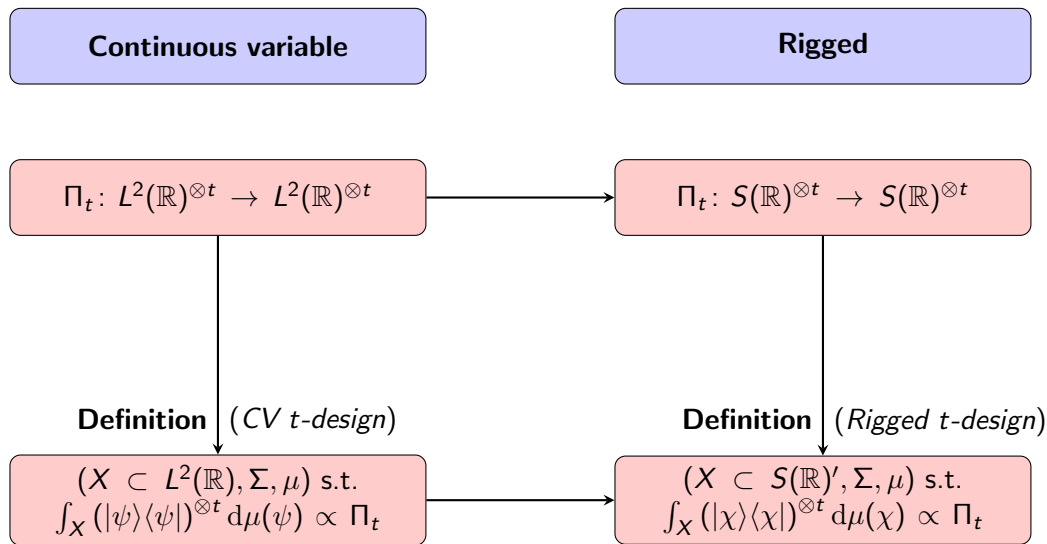 Continuous variable
Rigged
Π_t: L²(ℝ)^{⊗t} → L²(ℝ)^{⊗t}
Π_t: S(ℝ)^{⊗t} → S(ℝ)^{⊗t}
Definition (CV t-design)
Definition (Rigged t-design)
(X ⊂ L²(ℝ), Σ, μ) s.t.
∫_X (|ψ⟩⟨ψ|)^{⊗t} dμ(ψ) ∝ Π_t
(X ⊂ S(ℝ)′, Σ, μ) s.t.
∫_X (|χ⟩⟨χ|)^{⊗t} dμ(χ) ∝ Π_t